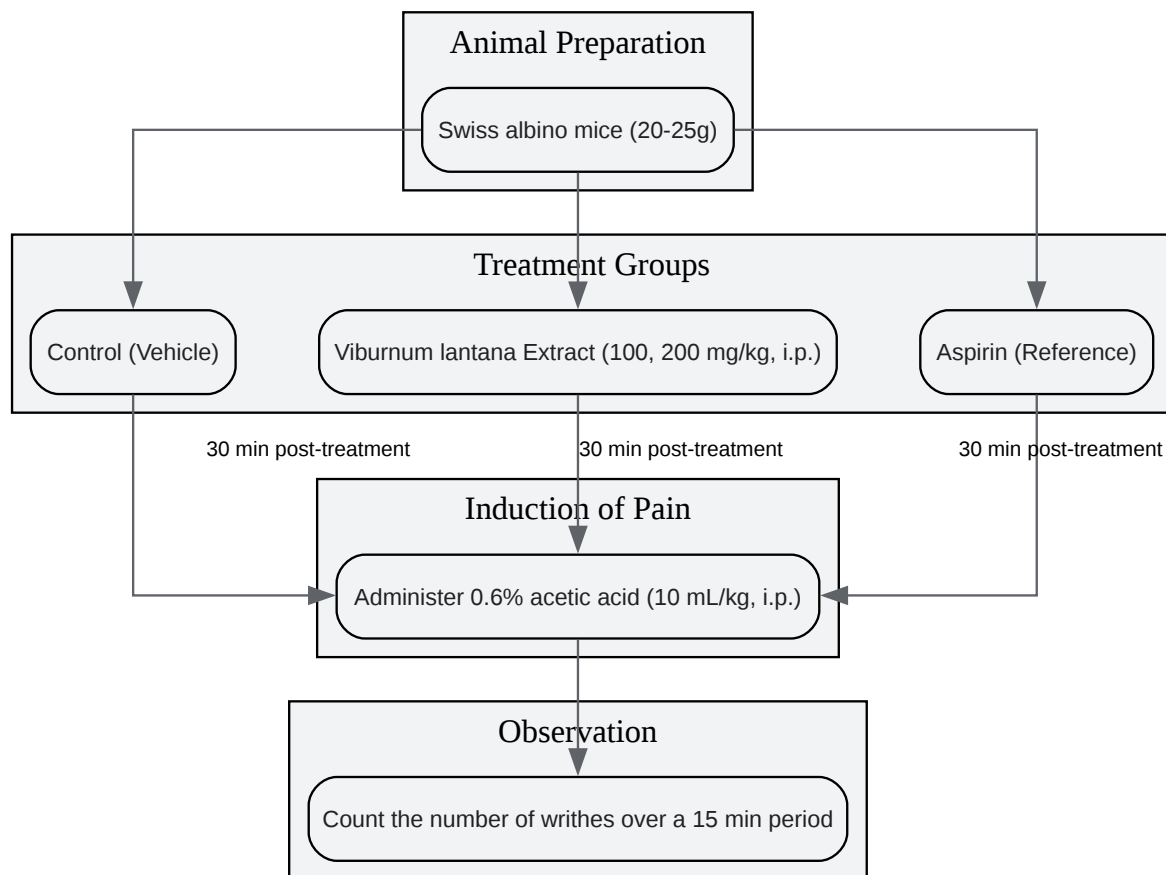 Animal Preparation
Swiss albino mice (20-25g)
Treatment Groups
Control (Vehicle)
Viburnum lantana Extract (100, 200 mg/kg, i.p.)
Aspirin (Reference)
30 min post-treatment
30 min post-treatment
30 min post-treatment
Induction of Pain
Administer 0.6% acetic acid (10 mL/kg, i.p.)
Observation
Count the number of writhes over a 15 min period